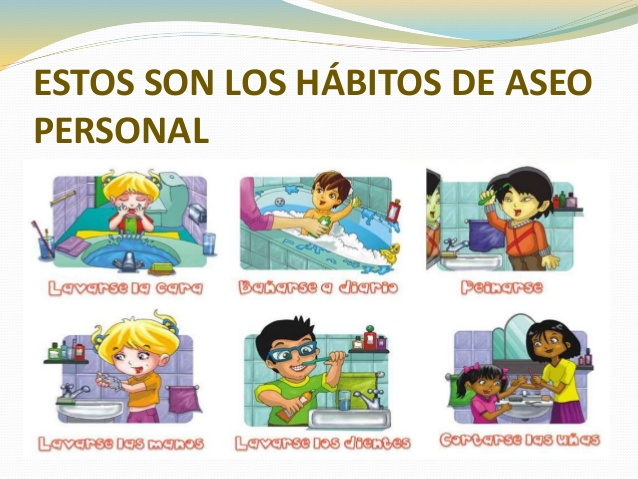 ESTOS SON LOS HÁBITOS DE ASEO
PERSONAL
Lavarse la cara
Bañarse a diario
Peinarse
Lavarse las manos
Lavarse los dientes
Cortarse las uñas